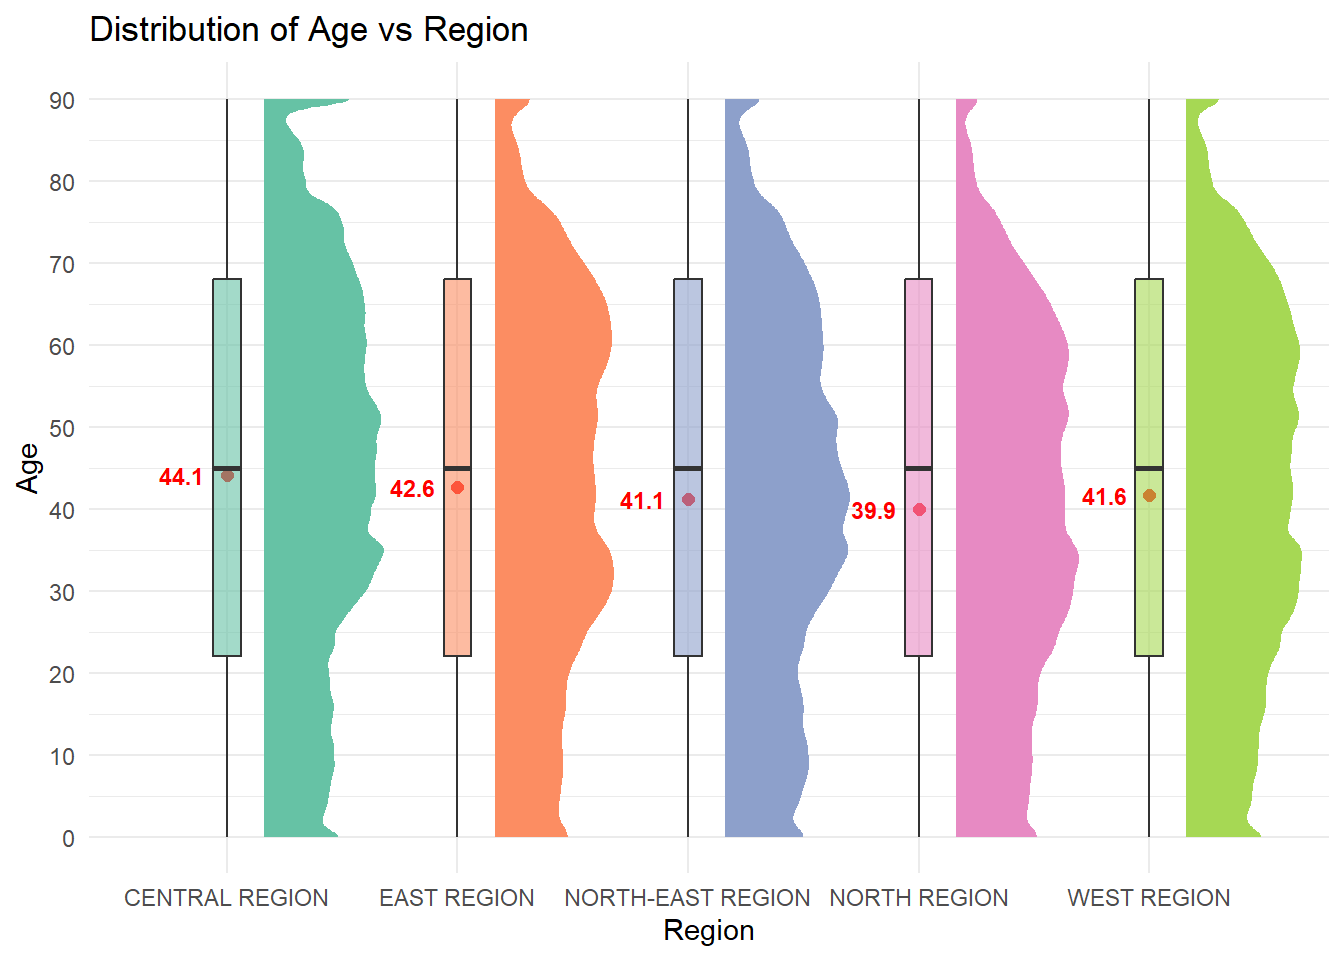 Distribution of Age vs Region
Age
90
80
70
60
50
40
30
20
10
0
44.1
42.6
41.1
39.9
41.6
CENTRAL REGION
EAST REGION
NORTH-EAST REGION
NORTH REGION
WEST REGION
Region